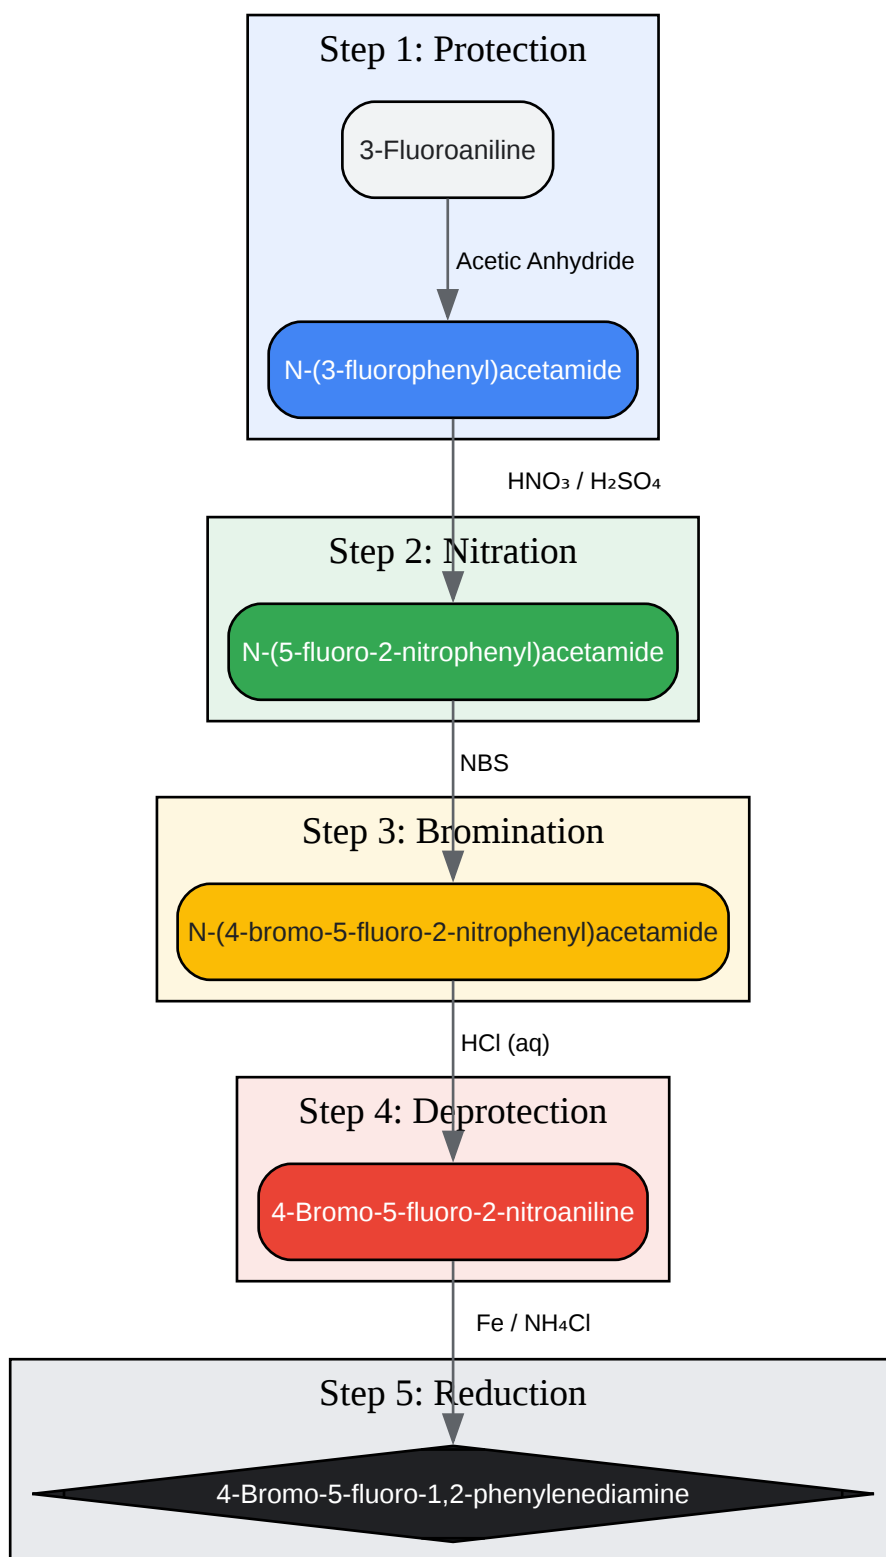 Step 1: Protection
3-Fluoroaniline
Acetic Anhydride
N-(3-fluorophenyl)acetamide
HNO₃ / H₂SO₄
Step 2: Nitration
N-(5-fluoro-2-nitrophenyl)acetamide
NBS
Step 3: Bromination
N-(4-bromo-5-fluoro-2-nitrophenyl)acetamide
HCl (aq)
Step 4: Deprotection
4-Bromo-5-fluoro-2-nitroaniline
Fe / NH₄Cl
Step 5: Reduction
4-Bromo-5-fluoro-1,2-phenylenediamine